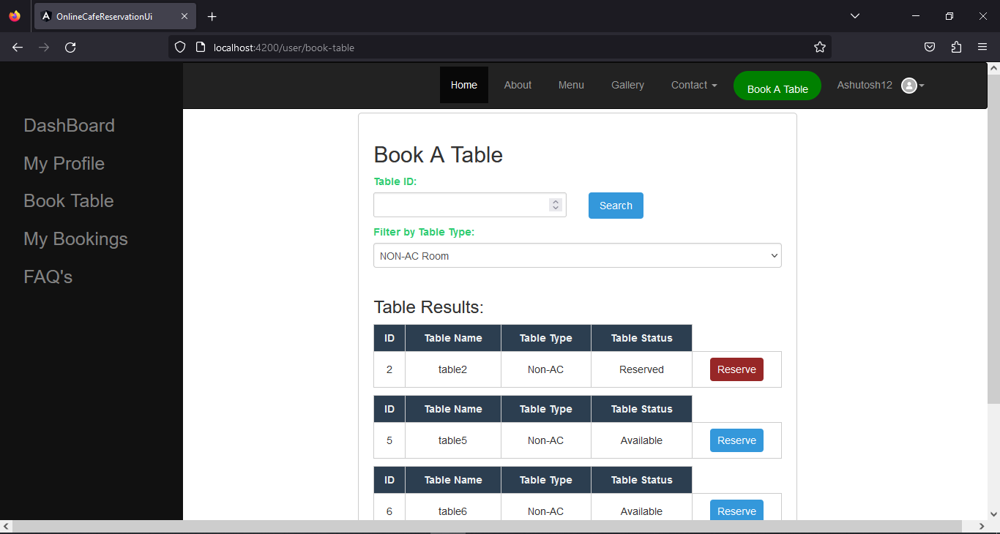 OnlineCafeReservationUi
localhost:4200/user/book-table
Home About Menu Gallery Contact Book A Table Ashutosh12
DashBoard
My Profile
Book Table
My Bookings
FAQ's
Book A Table
Table ID:
Search
Filter by Table Type:
NON-AC Room
Table Results:
ID Table Name Table Type Table Status
2 table2 Non-AC Reserved Reserve
ID Table Name Table Type Table Status
5 table5 Non-AC Available Reserve
ID Table Name Table Type Table Status
6 table6 Non-AC Available Reserve